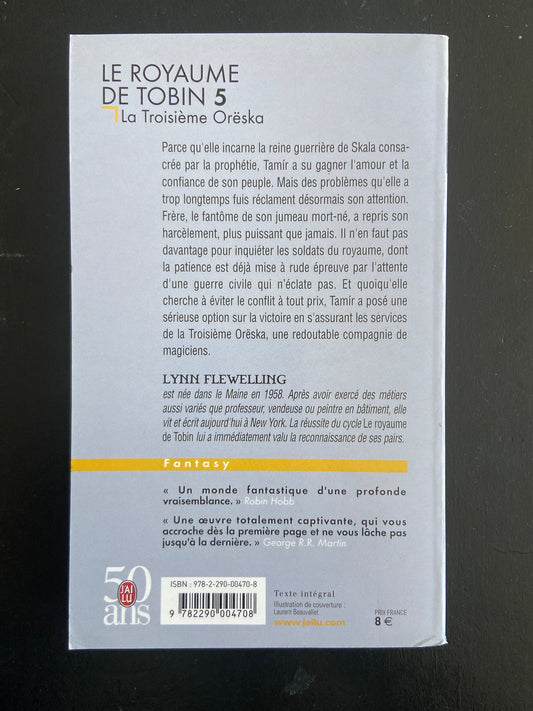 LE ROYAUME
DE TOBIN 5
La Troisième Orëska
Parce qu'elle incarne la reine guerrière de Skala consa-
crée par la prophétie, Tamír a su gagner l'amour et la
confiance de son peuple. Mais des problèmes qu'elle a
trop longtemps fuis réclament désormais son attention.
Frère, le fantôme de son jumeau mort-né, a repris son
harcèlement, plus puissant que jamais. Il n'en faut pas
davantage pour inquiéter les soldats du royaume, dont
la patience est déjà mise à rude épreuve par l'attente
d'une guerre civile qui n'éclate pas. Et quoiqu'elle
cherche à éviter le conflit à tout prix, Tamír a posé une
sérieuse option sur la victoire en s'assurant les services
de la Troisième Orëska, une redoutable compagnie de
magiciens.
LYNN FLEWELLING
est née dans le Maine en 1958. Après avoir exercé des métiers
aussi variés que professeur, vendeuse ou peintre en bâtiment, elle
vit et écrit aujourd'hui à New York. La réussite du cycle Le royaume
de Tobin lui a immédiatement valu la reconnaissance de ses pairs.
Fantasy
« Un monde fantastique d'une profonde
vraisemblance. » Robin Hobb
« Une œuvre totalement captivante, qui vous
accroche dès la première page et ne vous lâche pas
jusqu'à la dernière. » George R.R. Martin
50
J'AI
LU
ans
ISBN : 978-2-290-00470-8
9 782290 004708
Texte intégral
Illustration de couverture :
Laurent Beauvallet
www.jailu.com
PRIX FRANCE
8 €